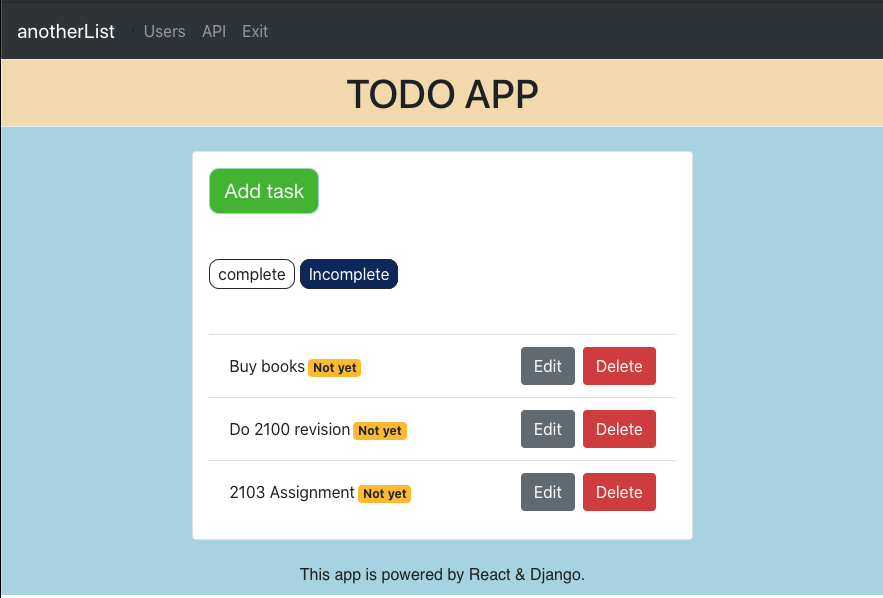 anotherList Users API Exit
TODO APP
Add task
complete Incomplete
Buy books Not yet Edit Delete
Do 2100 revision Not yet Edit Delete
2103 Assignment Not yet Edit Delete
This app is powered by React & Django.